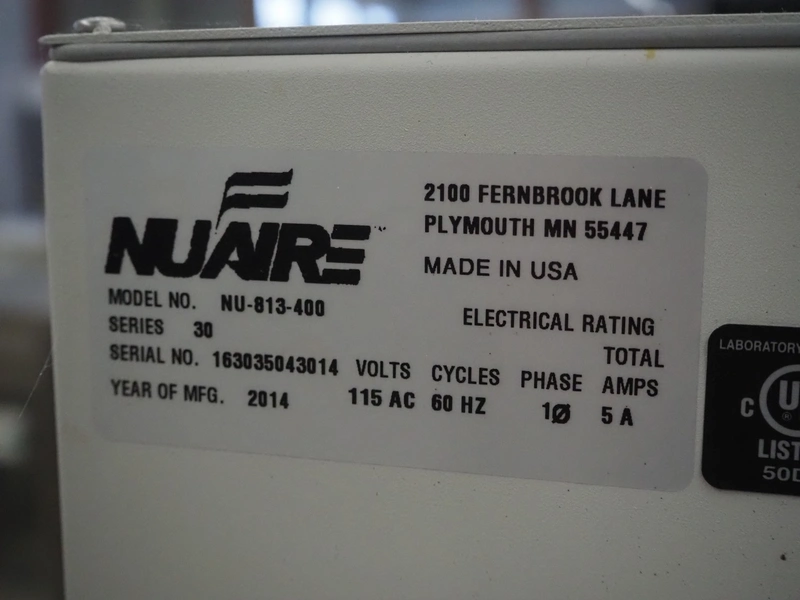 NUAIRE
2100 FERNBROOK LANE
PLYMOUTH MN 55447
MADE IN USA
MODEL NO. NU-813-400
SERIES 30
SERIAL NO. 163035043014
YEAR OF MFG. 2014
ELECTRICAL RATING
TOTAL
VOLTS CYCLES PHASE AMPS
115 AC 60 HZ 1Ø 5 A
LABORATORY
C U
LIST
50D